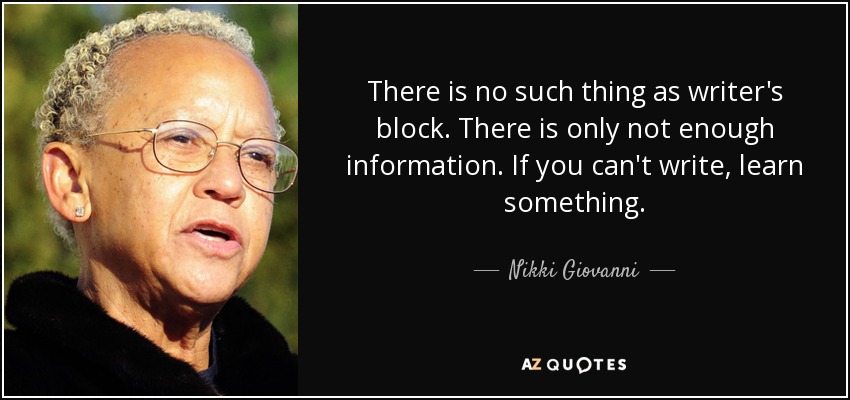 There is no such thing as writer's
block. There is only not enough
information. If you can't write, learn
something.
Nikki Giovanni
AZ QUOTES